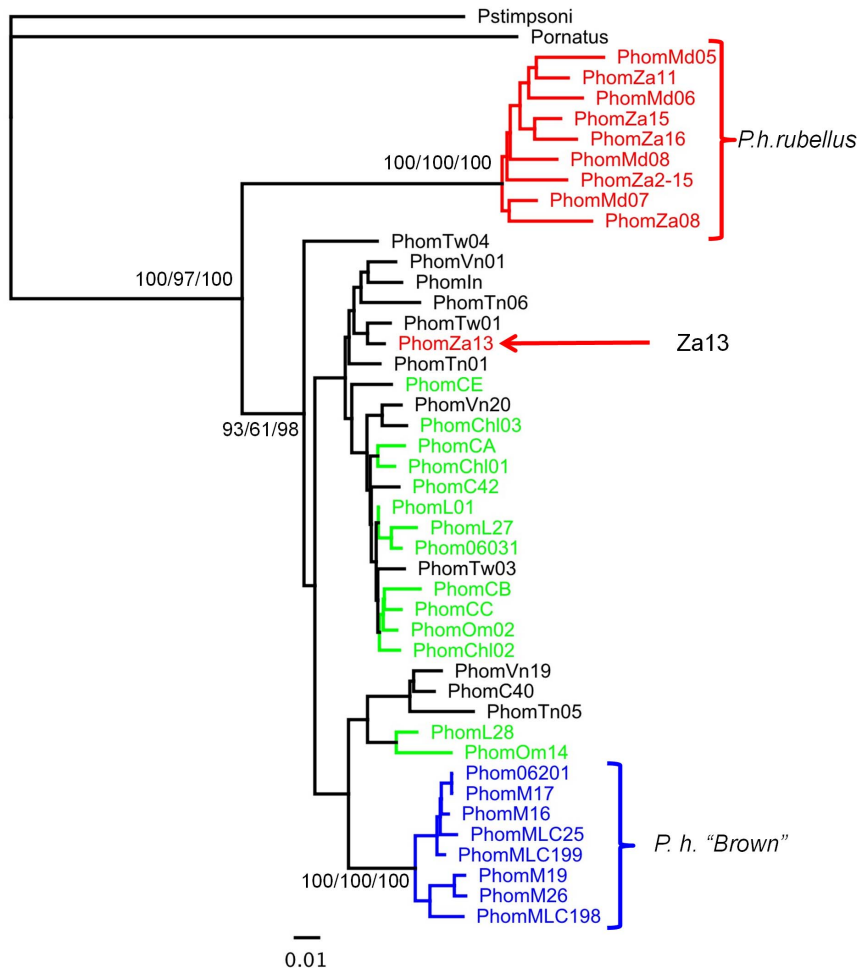 Pstimpsoni
Pornatus
PhomMd05
PhomZa11
PhomMd06
PhomZa15
P.h.rubellus
PhomZa16
100/100/100
PhomMd08
PhomZa2-15
PhomMd07
PhomZa08
PhomTw04
PhomVn01
100/97/100
PhomIn
PhomTn06
PhomTw01
PhomZa13
Za13
PhomTn01
PhomCE
PhomVn20
93/61/98
PhomChl03
PhomCA
PhomChl01
PhomC42
PhomL01
PhomL27
Phom06031
PhomTw03
PhomCB
PhomCC
PhomOm02
PhomChl02
PhomVn19
PhomC40
PhomTn05
PhomL28
PhomOm14
Phom06201
PhomM17
PhomM16
PhomMLC25
P. h. “Brown”
PhomMLC199
100/100/100
PhomM19
PhomM26
PhomMLC198
0.01